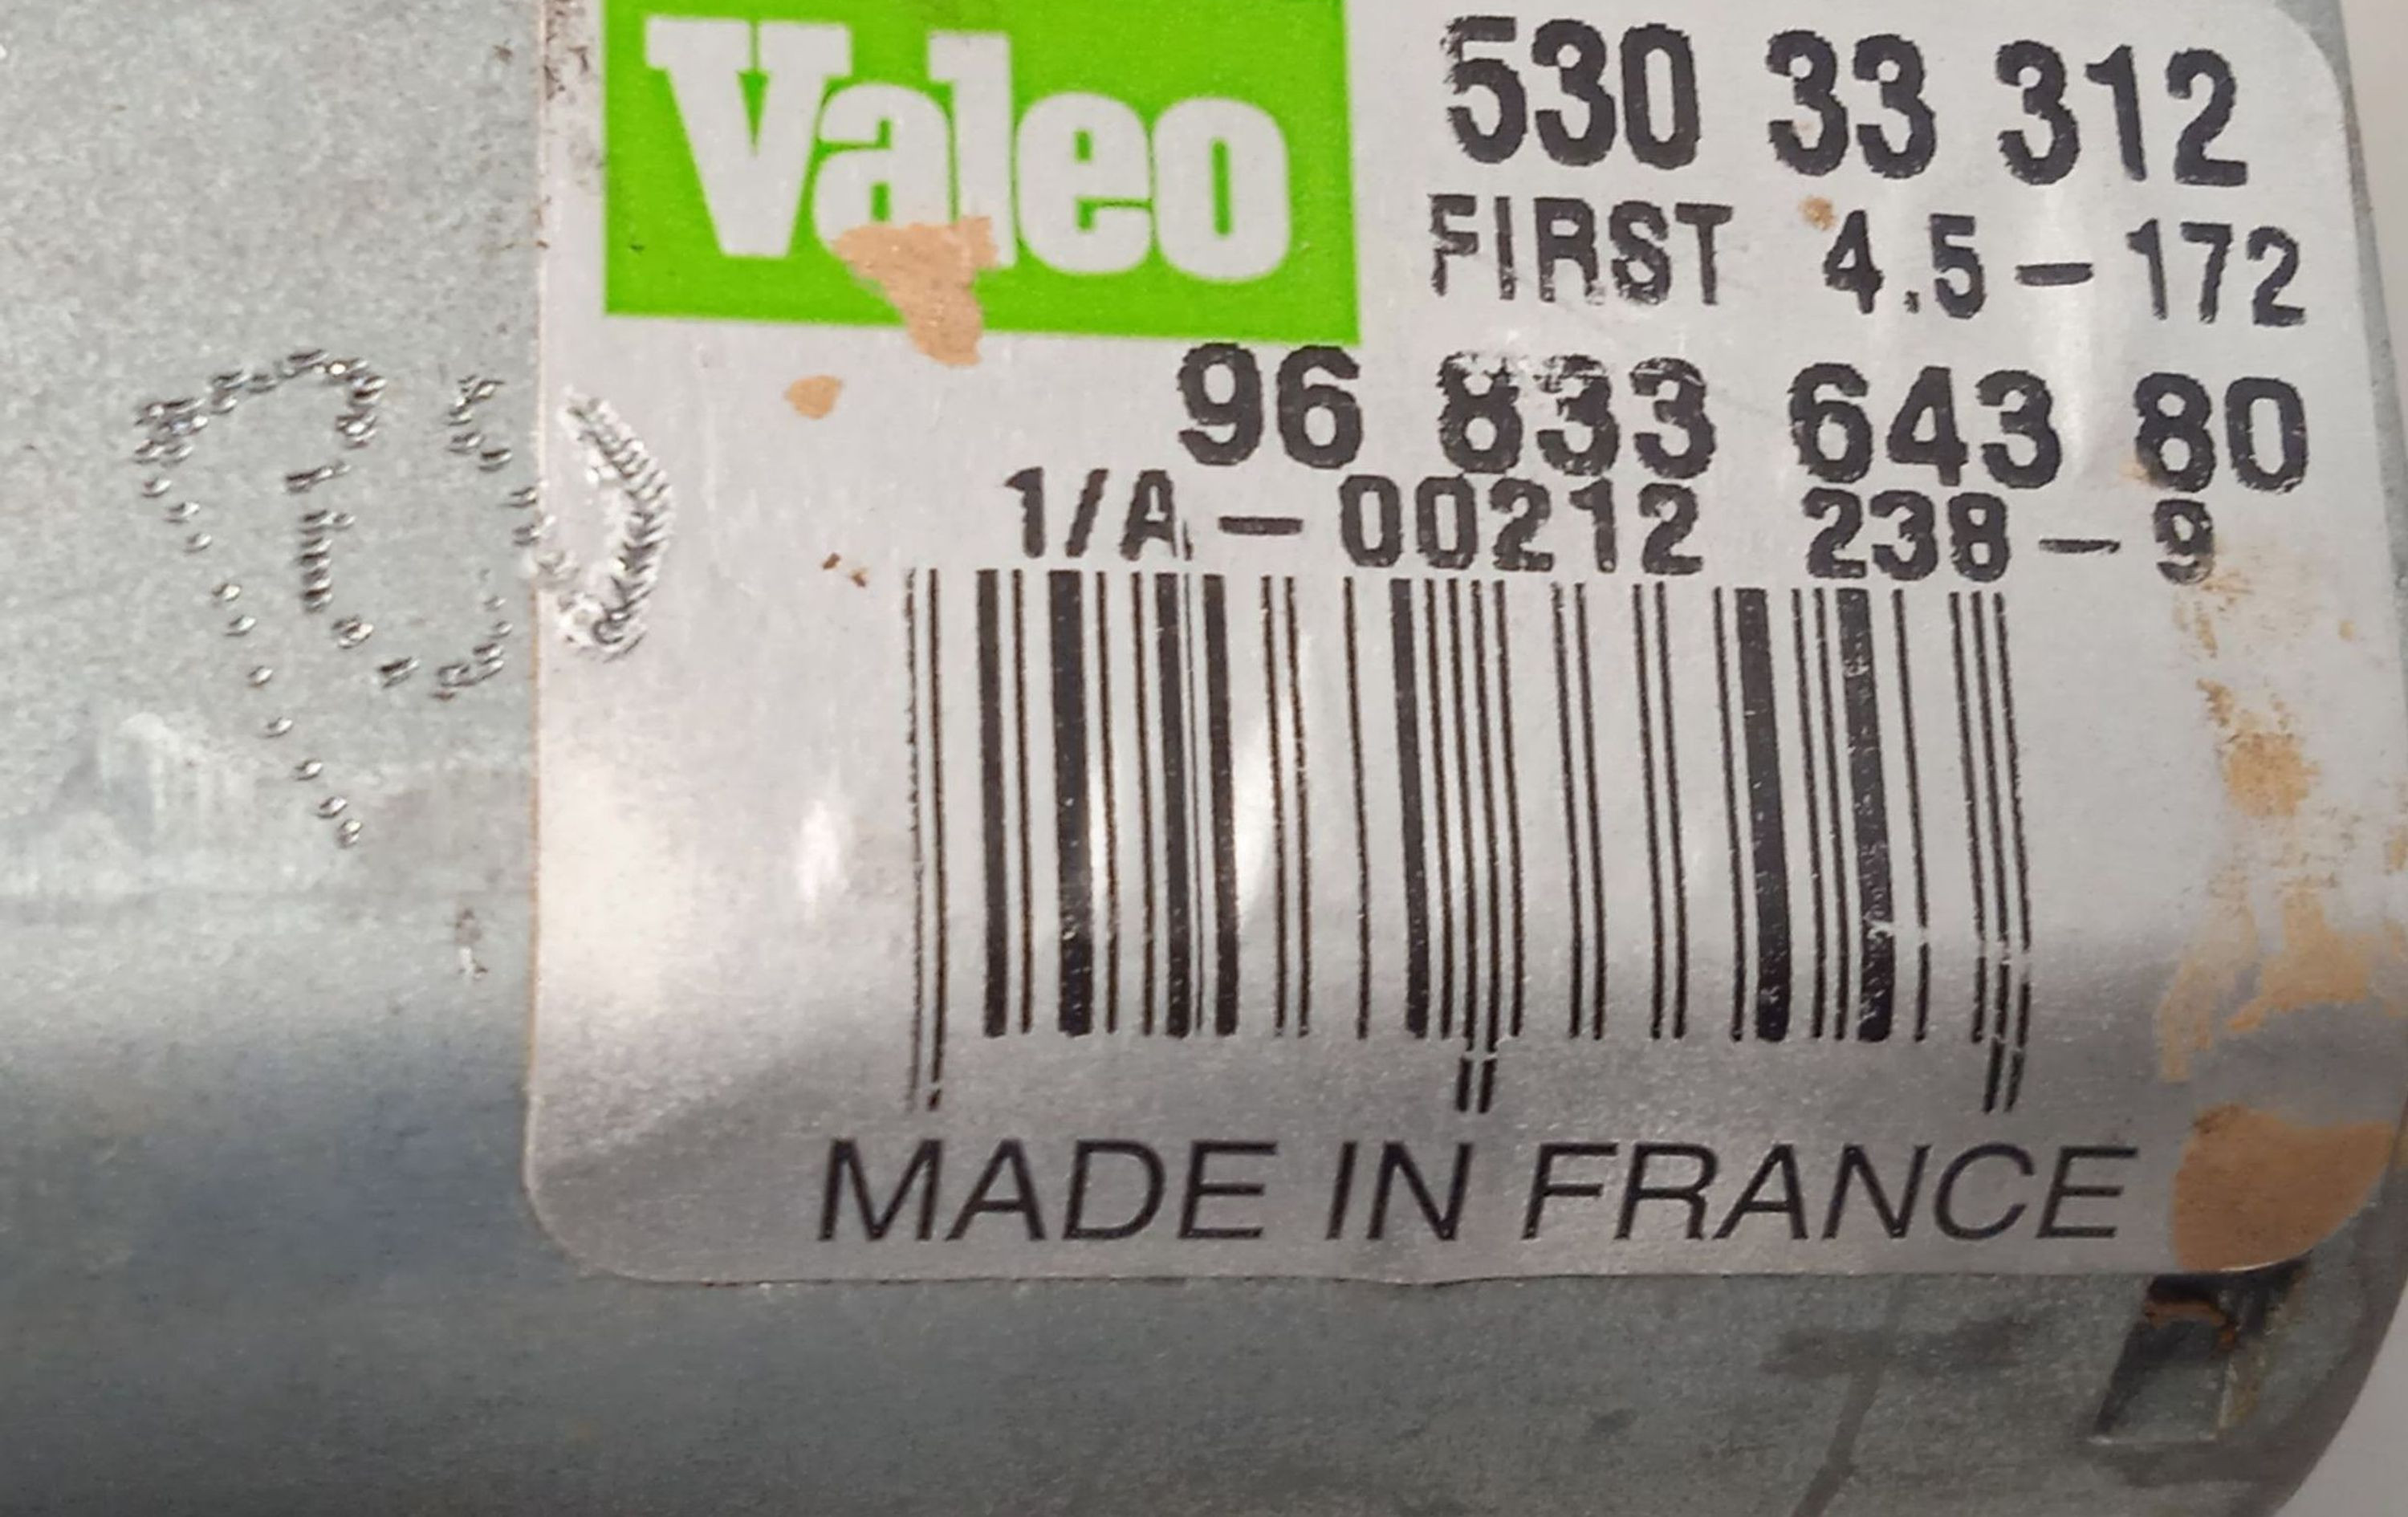 Valeo
530 33 312
FIRST 4.5-172
96 833 643 80
1/A-00212 238-9
MADE IN FRANCE